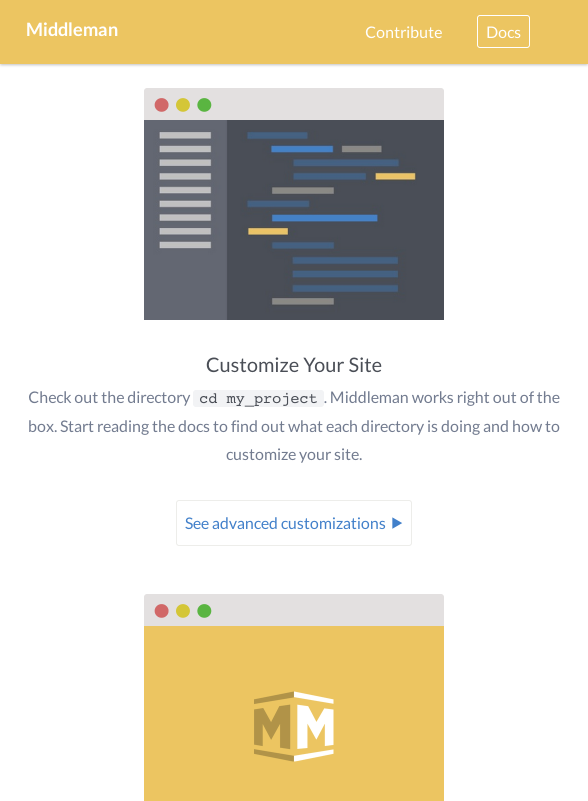 Middleman
Contribute
Docs
Customize Your Site
Check out the directory cd my_project. Middleman works right out of the
box. Start reading the docs to find out what each directory is doing and how to
customize your site.
See advanced customizations
MM